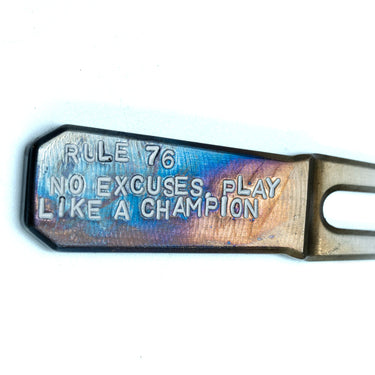 RULE 76
NO EXCUSES, PLAY
LIKE A CHAMPION